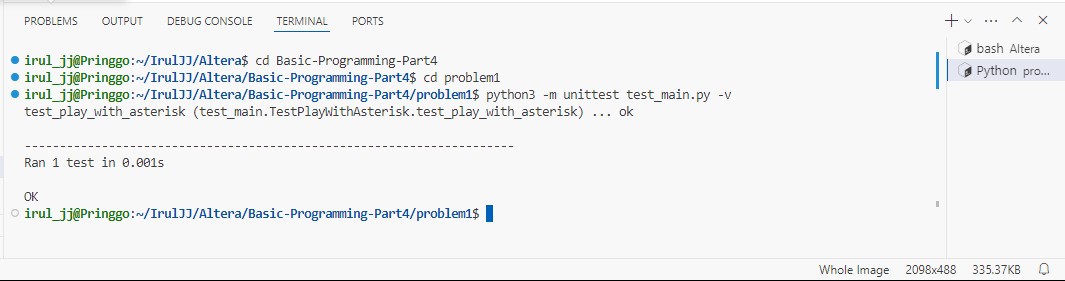 PROBLEMS OUTPUT DEBUG CONSOLE TERMINAL PORTS
irul_jj@Pringgo:~/IrulJJ/Altera$ cd Basic-Programming-Part4
irul_jj@Pringgo:~/IrulJJ/Altera/Basic-Programming-Part4$ cd problem1
irul_jj@Pringgo:~/IrulJJ/Altera/Basic-Programming-Part4/problem1$ python3 -m unittest test_main.py -v
test_play_with_asterisk (test_main.TestPlayWithAsterisk.test_play_with_asterisk) ... ok
----------------------------------------------------------------------
Ran 1 test in 0.001s
OK
irul_jj@Pringgo:~/IrulJJ/Altera/Basic-Programming-Part4/problem1$
bash Altera
Python pro...
Whole Image 2098x488 335.37KB